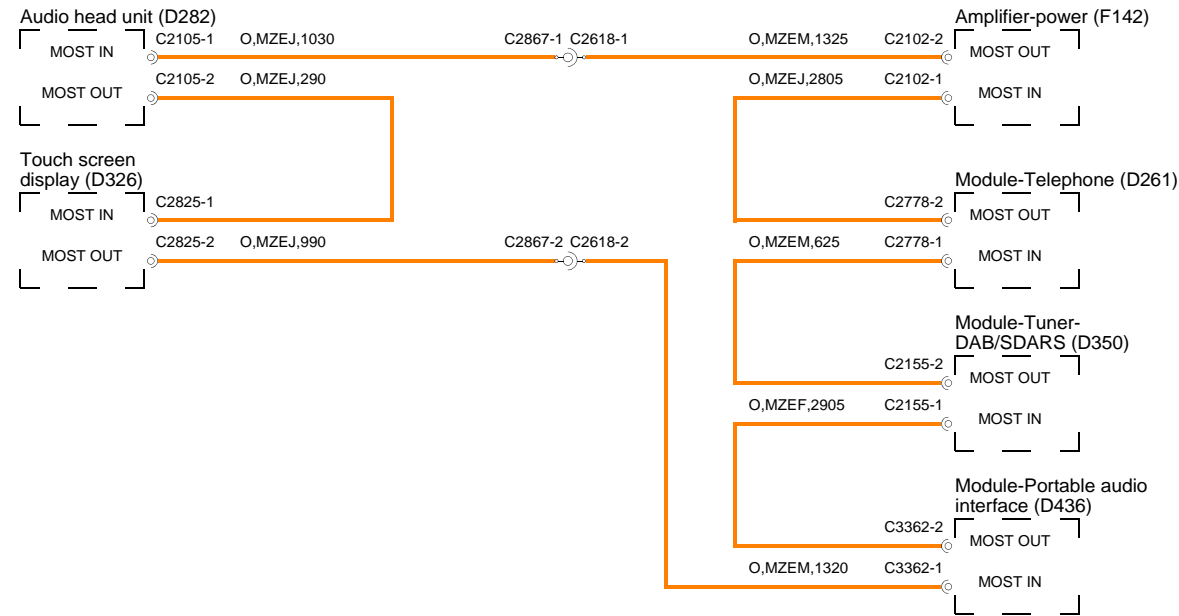 Audio head unit (D282)
MOST IN
C2105-1 O,MZEJ,1030 C2867-1 C2618-1 O,MZEM,1325 C2102-2
C2105-2 O,MZEJ,290
MOST OUT
Amplifier-power (F142)
MOST OUT
O,MZEJ,2805 C2102-1
MOST IN
Touch screen
display (D326)
C2825-1
MOST IN
C2825-2 O,MZEJ,990 C2867-2 C2618-2
MOST OUT
Module-Telephone (D261)
C2778-2
MOST OUT
O,MZEM,625 C2778-1
MOST IN
Module-Tuner-
DAB/SDARS (D350)
C2155-2
MOST OUT
O,MZEF,2905 C2155-1
MOST IN
Module-Portable audio
interface (D436)
C3362-2
MOST OUT
O,MZEM,1320 C3362-1
MOST IN